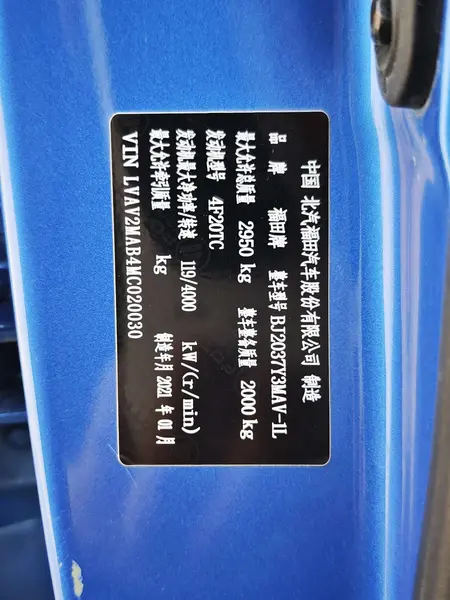 中国 北汽福田汽车股份有限公司 制造
品 牌 福田牌 整车型号 BJ2037Y3MAV-1L
最大允许总质量 2950 kg 整车整备质量 2000 kg
发动机型号 4F20TC
发动机最大净功率/转速 119/4000 kW/(r/min)
最大允许牵引质量 kg 制造年月 2021 年 01 月
VIN LVAV2MAB4MC020030